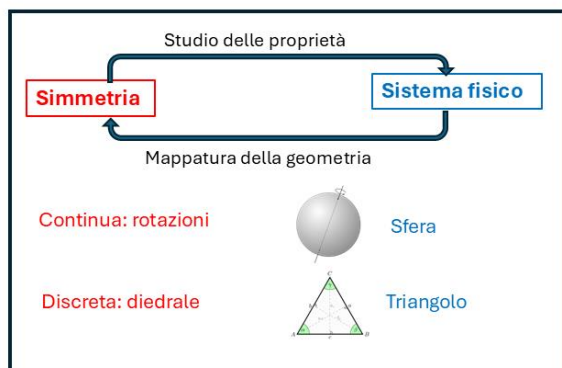 Studio delle proprietà
Simmetria
Sistema fisico
Mappatura della geometria
Continua: rotazioni
Sfera
Discreta: diedrale
Triangolo
C
A
B